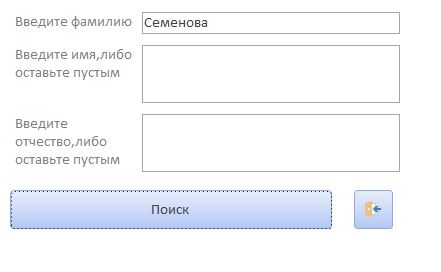 Введите фамилию
Семенова
Введите имя,либо
оставьте пустым
Введите
отчество,либо
оставьте пустым
Поиск